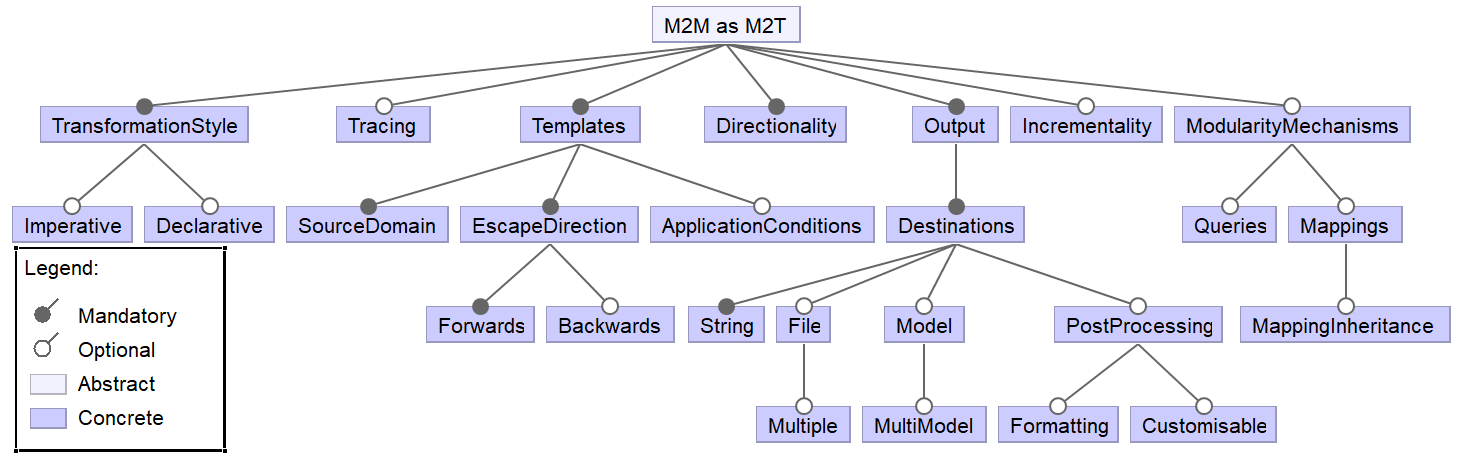 M2M as M2T
TransformationStyle
Tracing
Templates
Directionality
Output
Incrementality
ModularityMechanisms
Imperative
Declarative
SourceDomain
EscapeDirection
ApplicationConditions
Destinations
Queries
Mappings
Legend:
Mandatory
Optional
Abstract
Concrete
Forwards
Backwards
String
File
Model
PostProcessing
MappingInheritance
Multiple
MultiModel
Formatting
Customisable